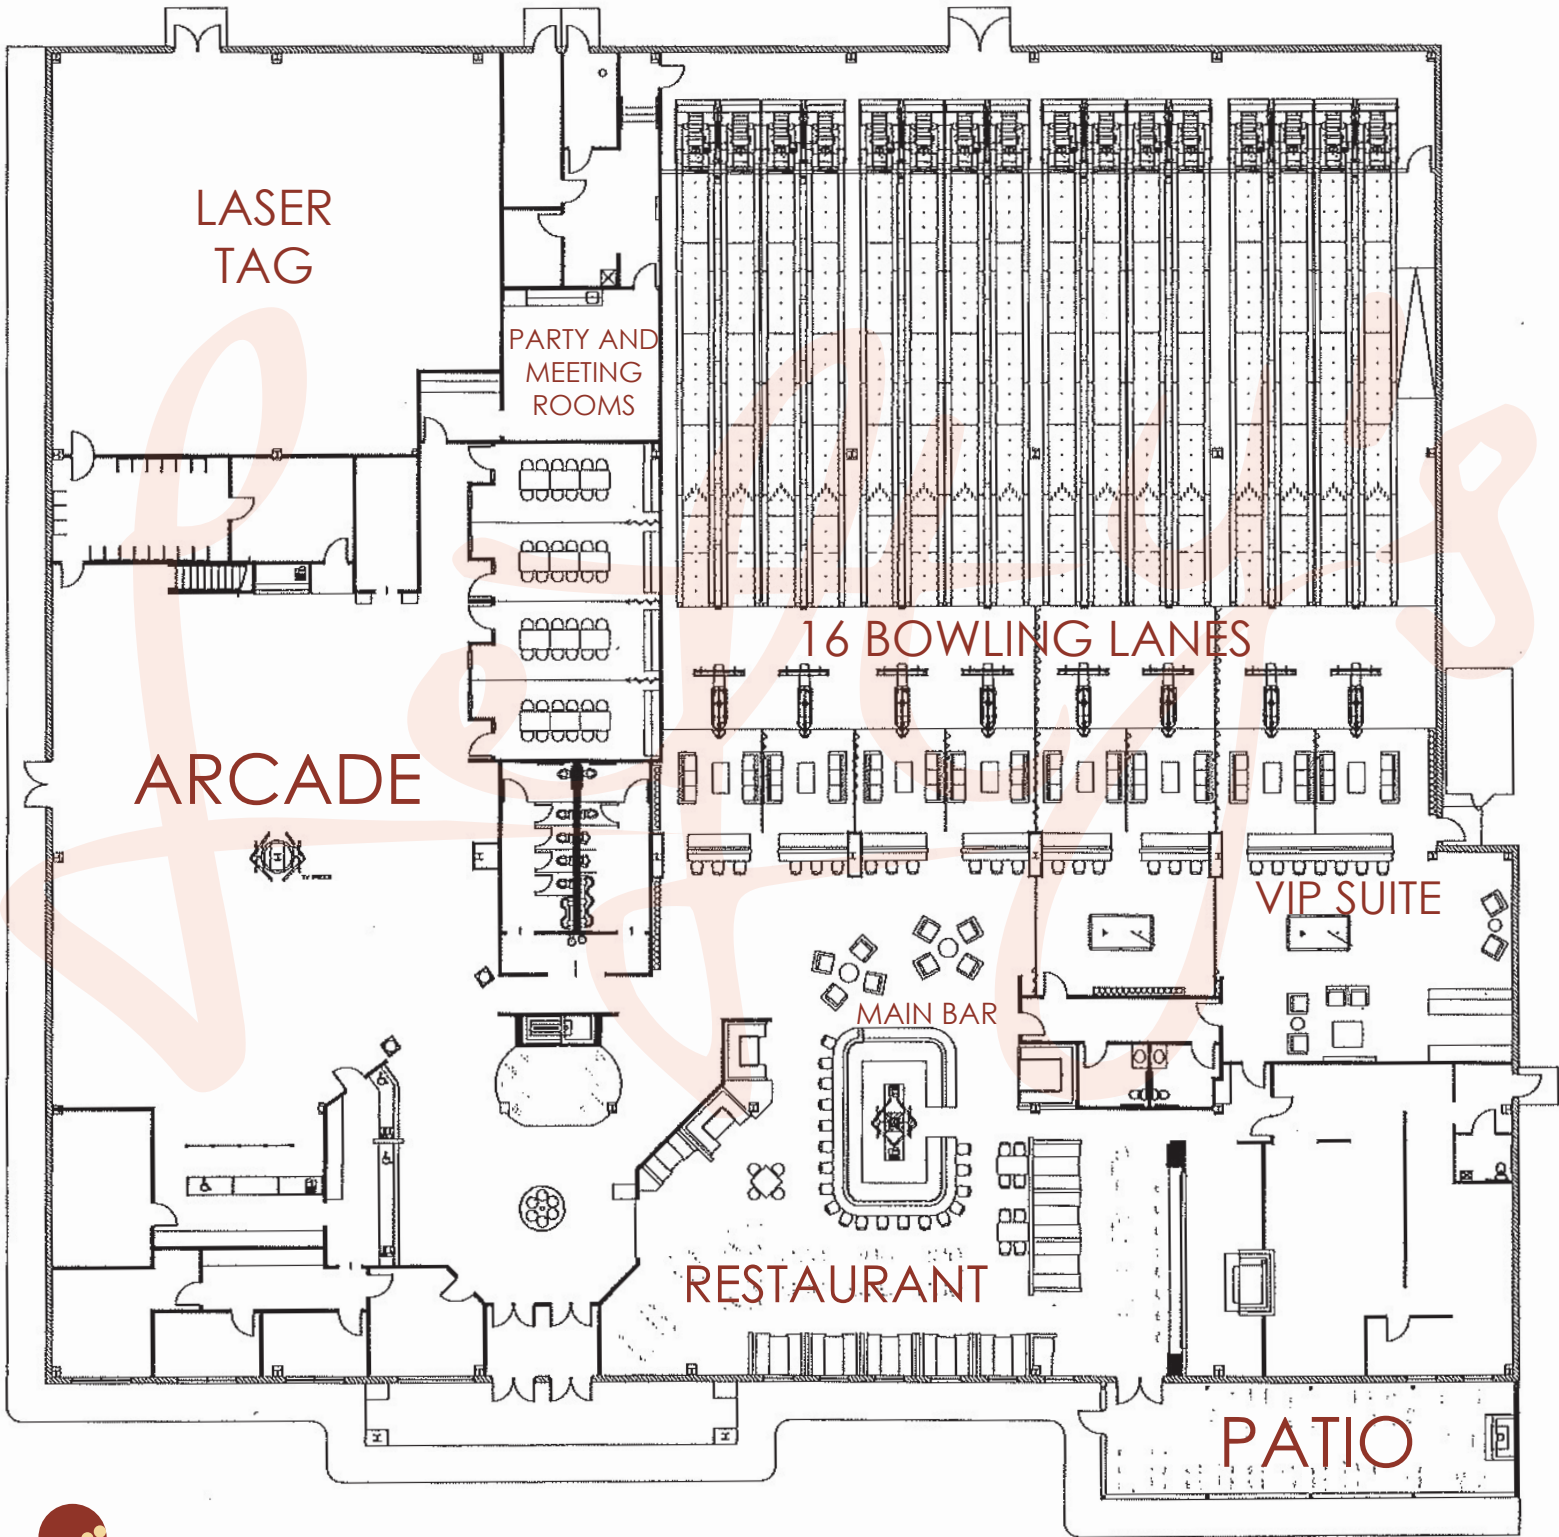 LASER
TAG
PARTY AND
MEETING
ROOMS
16 BOWLING LANES
ARCADE
VIP SUITE
MAIN BAR
RESTAURANT
PATIO